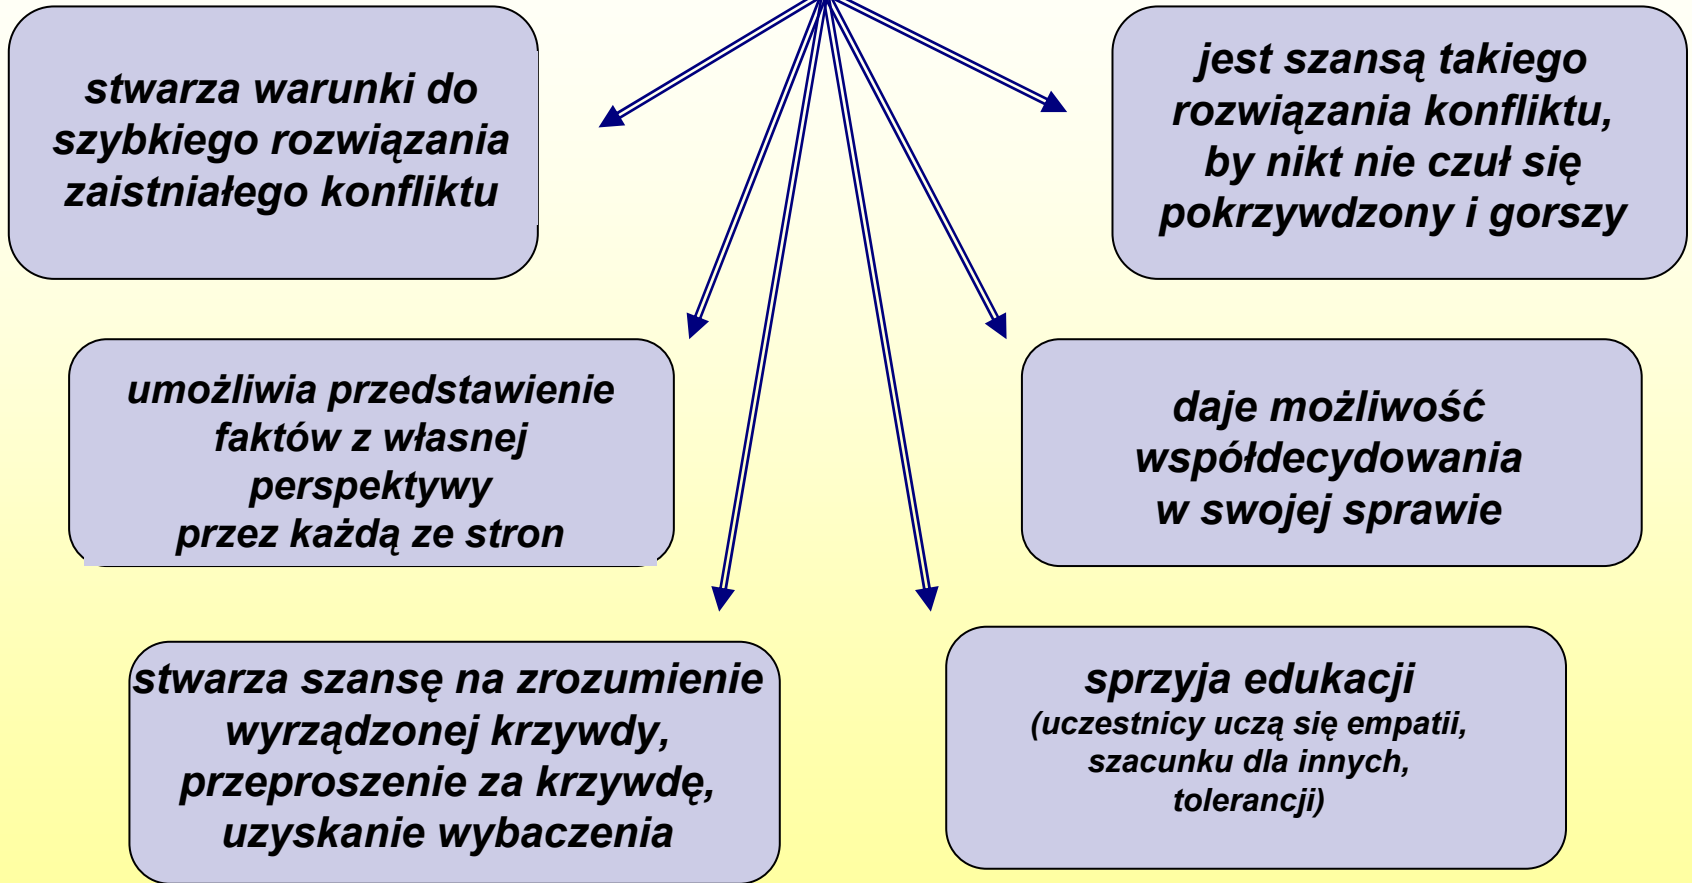 stwarza warunki do
szybkiego rozwiązania
zaistniałego konfliktu
jest szansą takiego
rozwiązania konfliktu,
by nikt nie czuł się
pokrzywdzony i gorszy
umożliwia przedstawienie
faktów z własnej
perspektywy
przez każdą ze stron
daje możliwość
współdecydowania
w swojej sprawie
stwarza szansę na zrozumienie
wyrządzonej krzywdy,
przeproszenie za krzywdę,
uzyskanie wybaczenia
sprzyja edukacji
(uczestnicy uczą się empatii,
szacunku dla innych,
tolerancji)